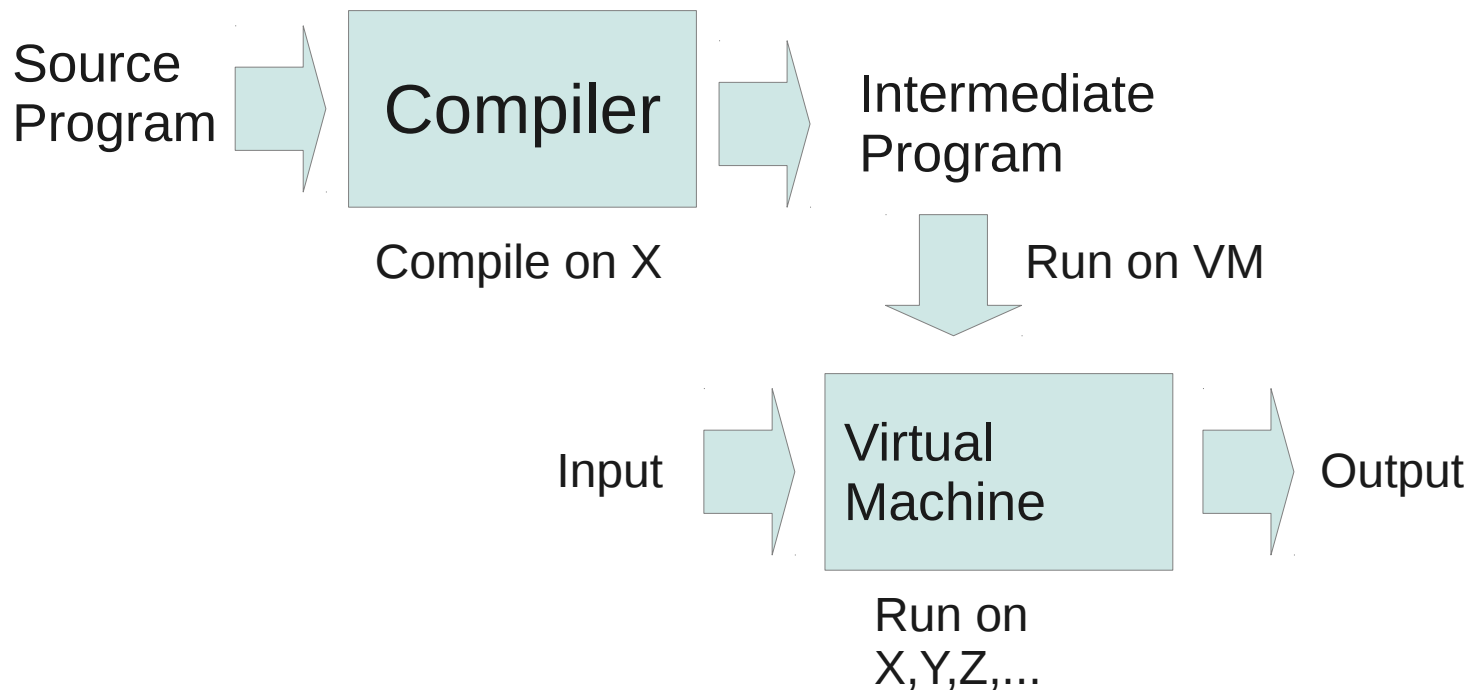 Source
Program
Compiler
Intermediate
Program
Compile on X
Run on VM
Input
Virtual
Machine
Output
Run on
X,Y,Z,...